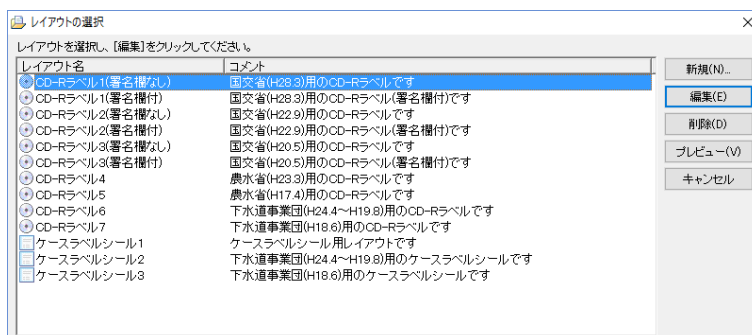 レイアウトの選択
レイアウトを選択し、[編集]をクリックしてください。
レイアウト名 コメント
CD-Rラベル1(署名欄なし) 国交省(H28.3)用のCD-Rラベルです
CD-Rラベル1(署名欄付) 国交省(H28.3)用のCD-Rラベル(署名欄付)です
CD-Rラベル2(署名欄なし) 国交省(H22.9)用のCD-Rラベルです
CD-Rラベル2(署名欄付) 国交省(H22.9)用のCD-Rラベル(署名欄付)です
CD-Rラベル3(署名欄なし) 国交省(H20.5)用のCD-Rラベルです
CD-Rラベル3(署名欄付) 国交省(H20.5)用のCD-Rラベル(署名欄付)です
CD-Rラベル4 農水省(H23.3)用のCD-Rラベルです
CD-Rラベル5 農水省(H17.4)用のCD-Rラベルです
CD-Rラベル6 下水道事業団(H24.4～H19.8)用のCD-Rラベルです
CD-Rラベル7 下水道事業団(H18.6)用のCD-Rラベルです
ケースラベルシール1 ケースラベルシール用レイアウトです
ケースラベルシール2 下水道事業団(H24.4～H19.8)用のケースラベルシールです
ケースラベルシール3 下水道事業団(H18.6)用のケースラベルシールです
新規(N)...
編集(E)
削除(D)
プレビュー(V)
キャンセル